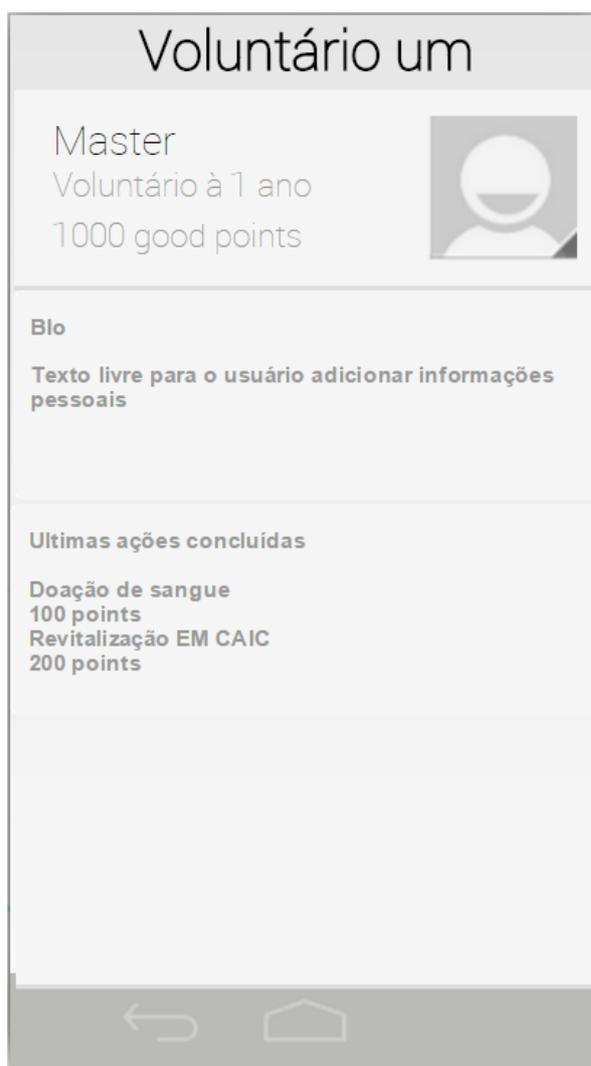 Voluntário um
Master
Voluntário à 1 ano
1000 good points
BIo
Texto livre para o usuário adicionar informações
pessoais
Ultimas ações concluídas
Doação de sangue
100 points
Revitalização EM CAIC
200 points